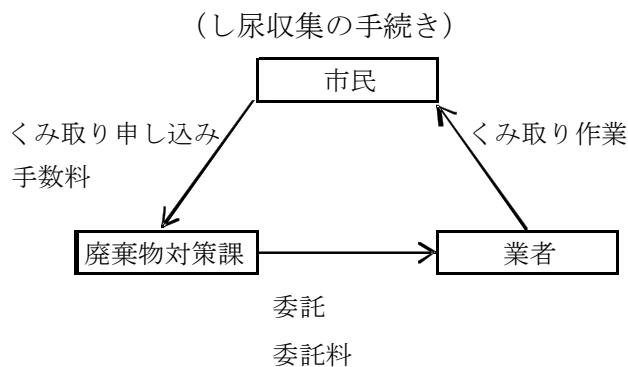 （し尿収集の手続き）
市民
くみ取り申し込み
手数料
くみ取り作業
廃棄物対策課
業者
委託
委託料